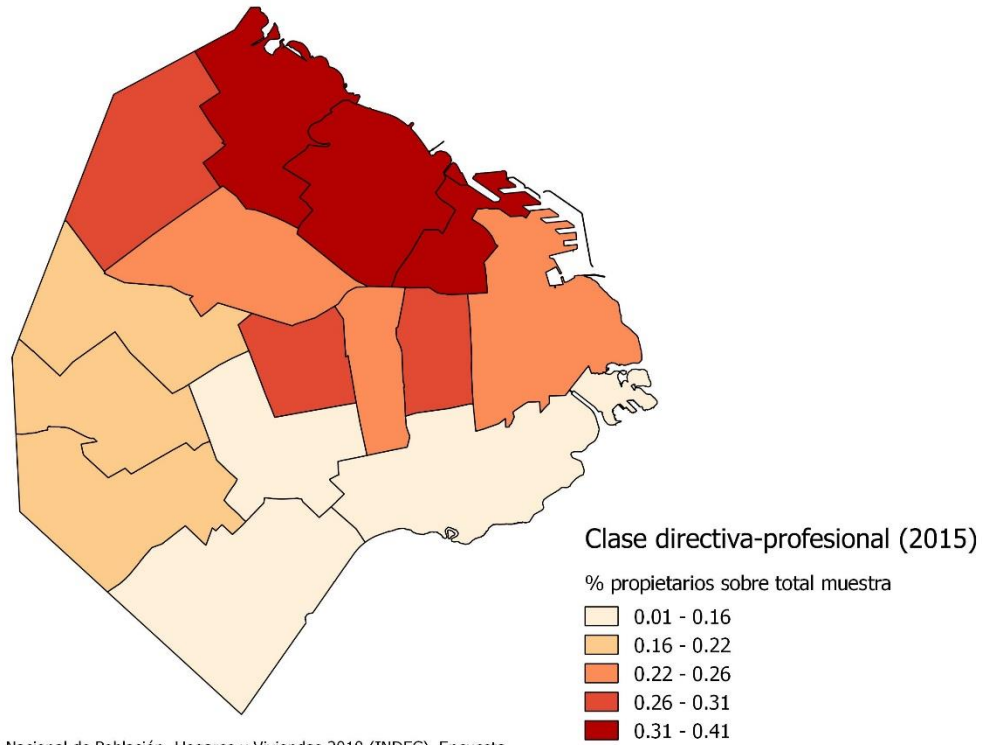 Clase directiva-profesional (2015)
% propietarios sobre total muestra
0.01 - 0.16
0.16 - 0.22
0.22 - 0.26
0.26 - 0.31
0.31 - 0.41
Nacional de Población, Hogares y Viviendas 2010 (INDEC), Encuesta